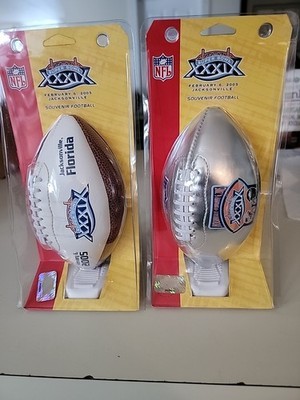 NFL
XXXIX
FEBRUARY 6, 2005
JACKSONVILLE
SOUVENIR FOOTBALL
Jacksonville,
Florida
XXXIX
2005
NFL
XXXIX
FEBRUARY 6, 2005
JACKSONVILLE
SOUVENIR FOOTBALL
XXXIX